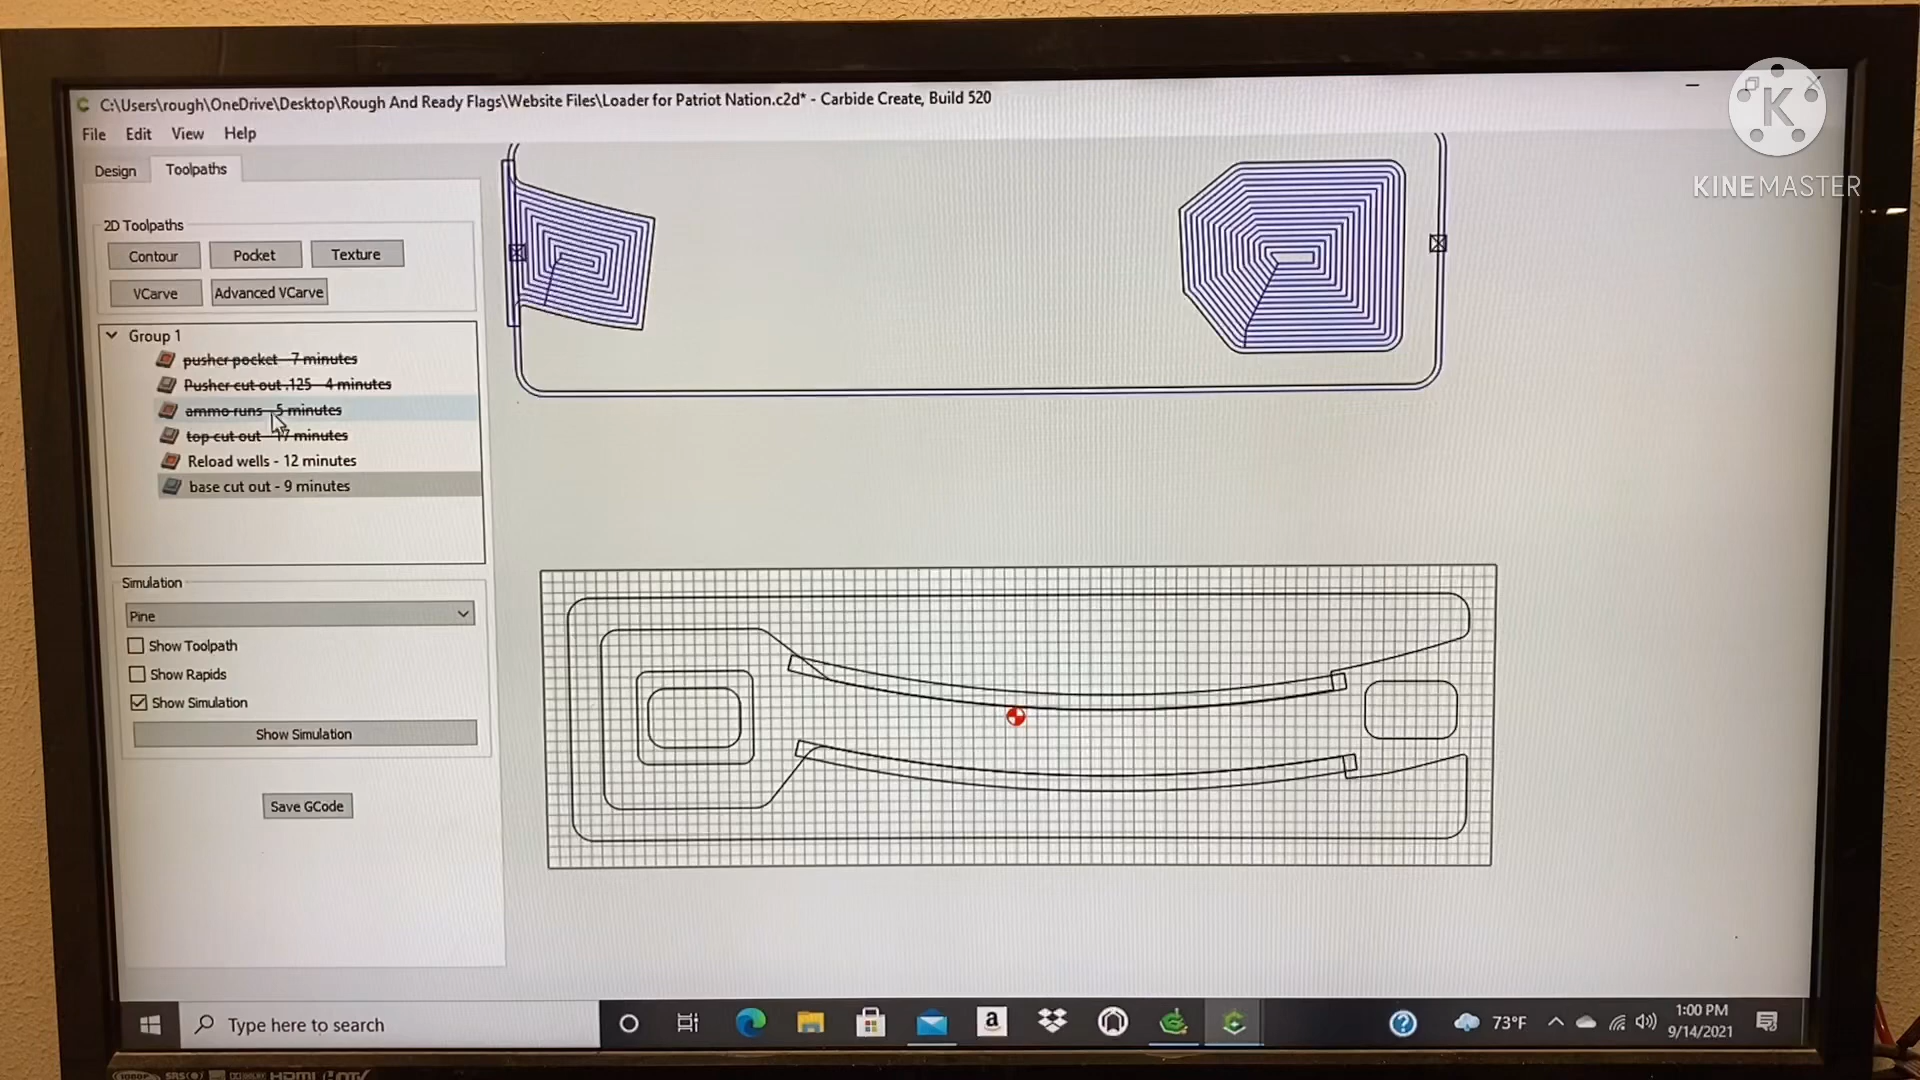 C:\Users\rough\OneDrive\Desktop\Rough And Ready Flags\Website Files\Loader for Patriot Nation.c2d* - Carbide Create, Build 520
File Edit View Help
K
KINEMASTER
Design Toolpaths
2D Toolpaths
Contour Pocket Texture
VCarve Advanced VCarve
Group 1
pusher pocket - 7 minutes
Pusher cut out .125 - 4 minutes
ammo runs - 5 minutes
top cut out - 17 minutes
Reload wells - 12 minutes
base cut out - 9 minutes
Simulation
Pine
Show Toolpath
Show Rapids
Show Simulation
Show Simulation
Save GCode
Type here to search
a
73°F
1:00 PM
9/14/2021
1080P SRS HDMI